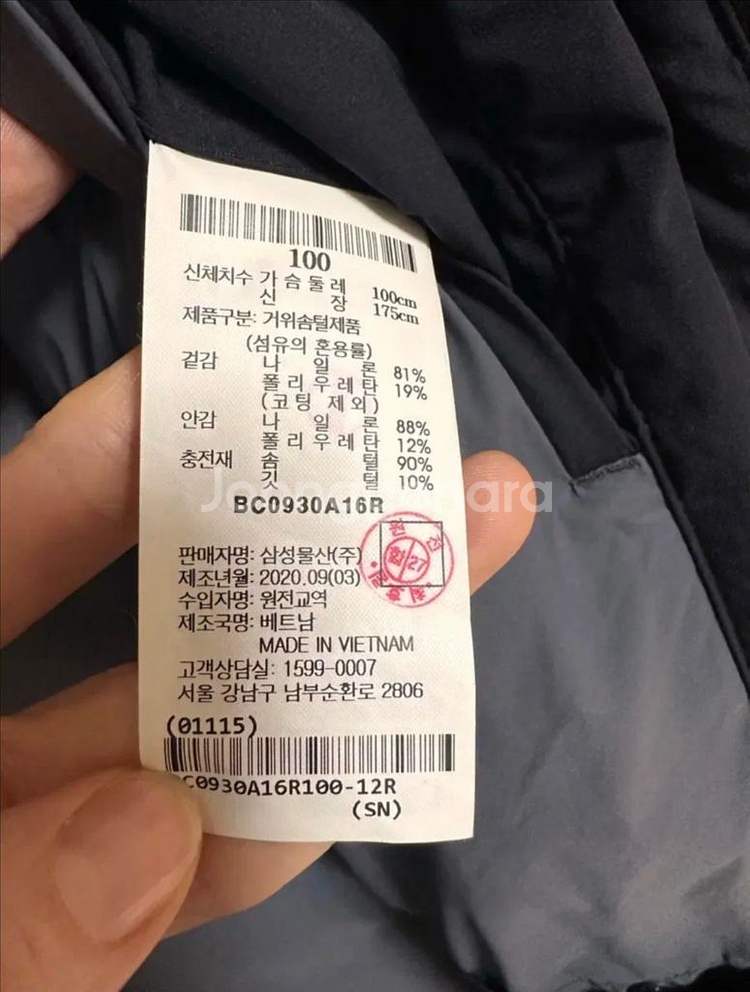 100
신체치수 가슴둘레 100cm
신장 175cm
제품구분: 거위솜털제품
(섬유의 혼용률)
겉감 나일론 81%
폴리우레탄 19%
(코팅 제외)
안감 나일론 88%
폴리우레탄 12%
충전재 솜털 90%
깃털 10%
BC0930A16R
판매자명: 삼성물산(주)
제조년월: 2020.09(03)
수입자명: 원전교역
제조국명: 베트남
MADE IN VIETNAM
고객상담실: 1599-0007
서울 강남구 남부순환로 2806
(01115)
BC0930A16R100-12R
(SN)
27